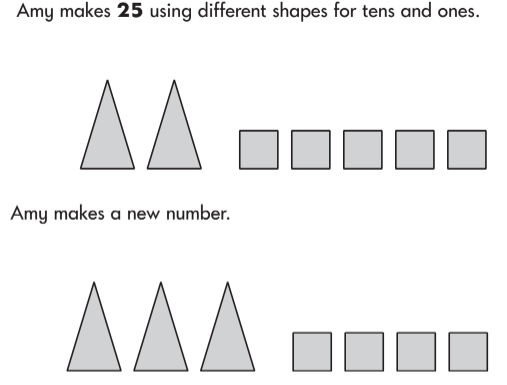 Amy makes 25 using different shapes for tens and ones.
Amy makes a new number.